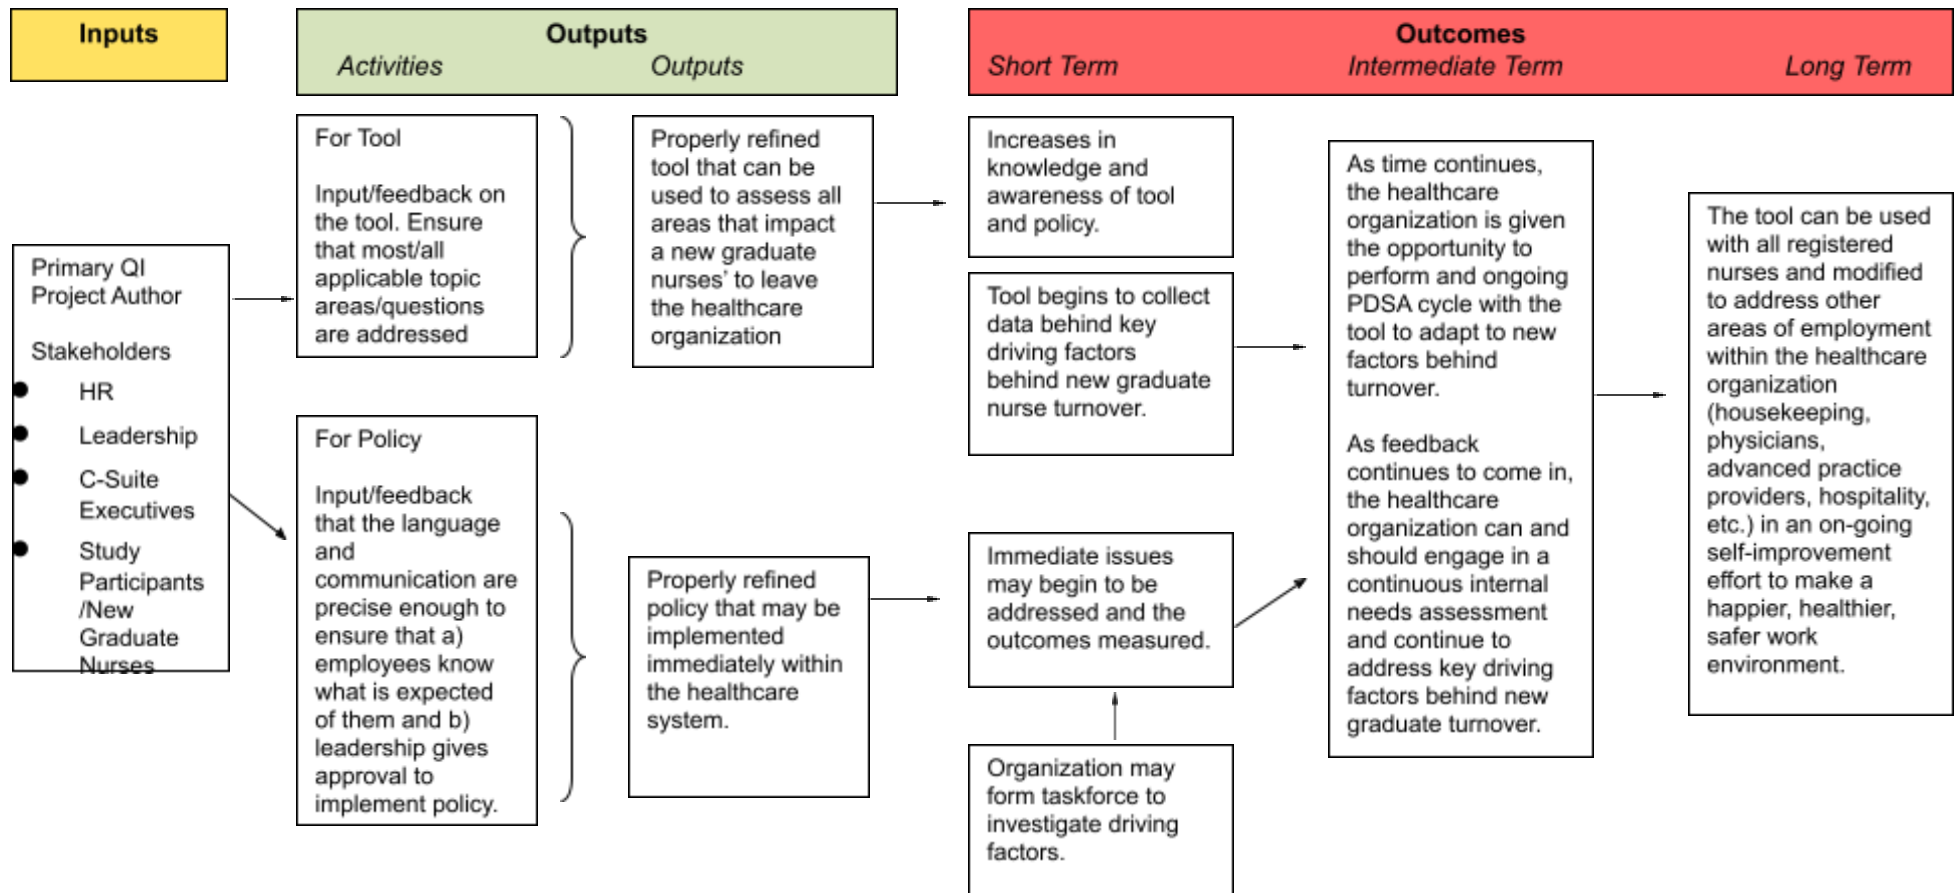 Inputs
Outputs
Activities
Outputs
Outcomes
Short Term
Intermediate Term
Long Term
Primary QI
Project Author
Stakeholders
● HR
● Leadership
● C-Suite
Executives
● Study
Participants
/New
Graduate
Nurses
For Tool
Input/feedback on
the tool. Ensure
that most/all
applicable topic
areas/questions
are addressed
For Policy
Input/feedback
that the language
and
communication are
precise enough to
ensure that a)
employees know
what is expected
of them and b)
leadership gives
approval to
implement policy.
Properly refined
tool that can be
used to assess all
areas that impact
a new graduate
nurses’ to leave
the healthcare
organization
Properly refined
policy that may be
implemented
immediately within
the healthcare
system.
Increases in
knowledge and
awareness of tool
and policy.
Tool begins to collect
data behind key
driving factors
behind new graduate
nurse turnover.
Immediate issues
may begin to be
addressed and the
outcomes measured.
Organization may
form taskforce to
investigate driving
factors.
As time continues,
the healthcare
organization is given
the opportunity to
perform and ongoing
PDSA cycle with the
tool to adapt to new
factors behind
turnover.
As feedback
continues to come in,
the healthcare
organization can and
should engage in a
continuous internal
needs assessment
and continue to
address key driving
factors behind new
graduate turnover.
The tool can be used
with all registered
nurses and modified
to address other
areas of employment
within the healthcare
organization
(housekeeping,
physicians,
advanced practice
providers, hospitality,
etc.) in an on-going
self-improvement
effort to make a
happier, healthier,
safer work
environment.